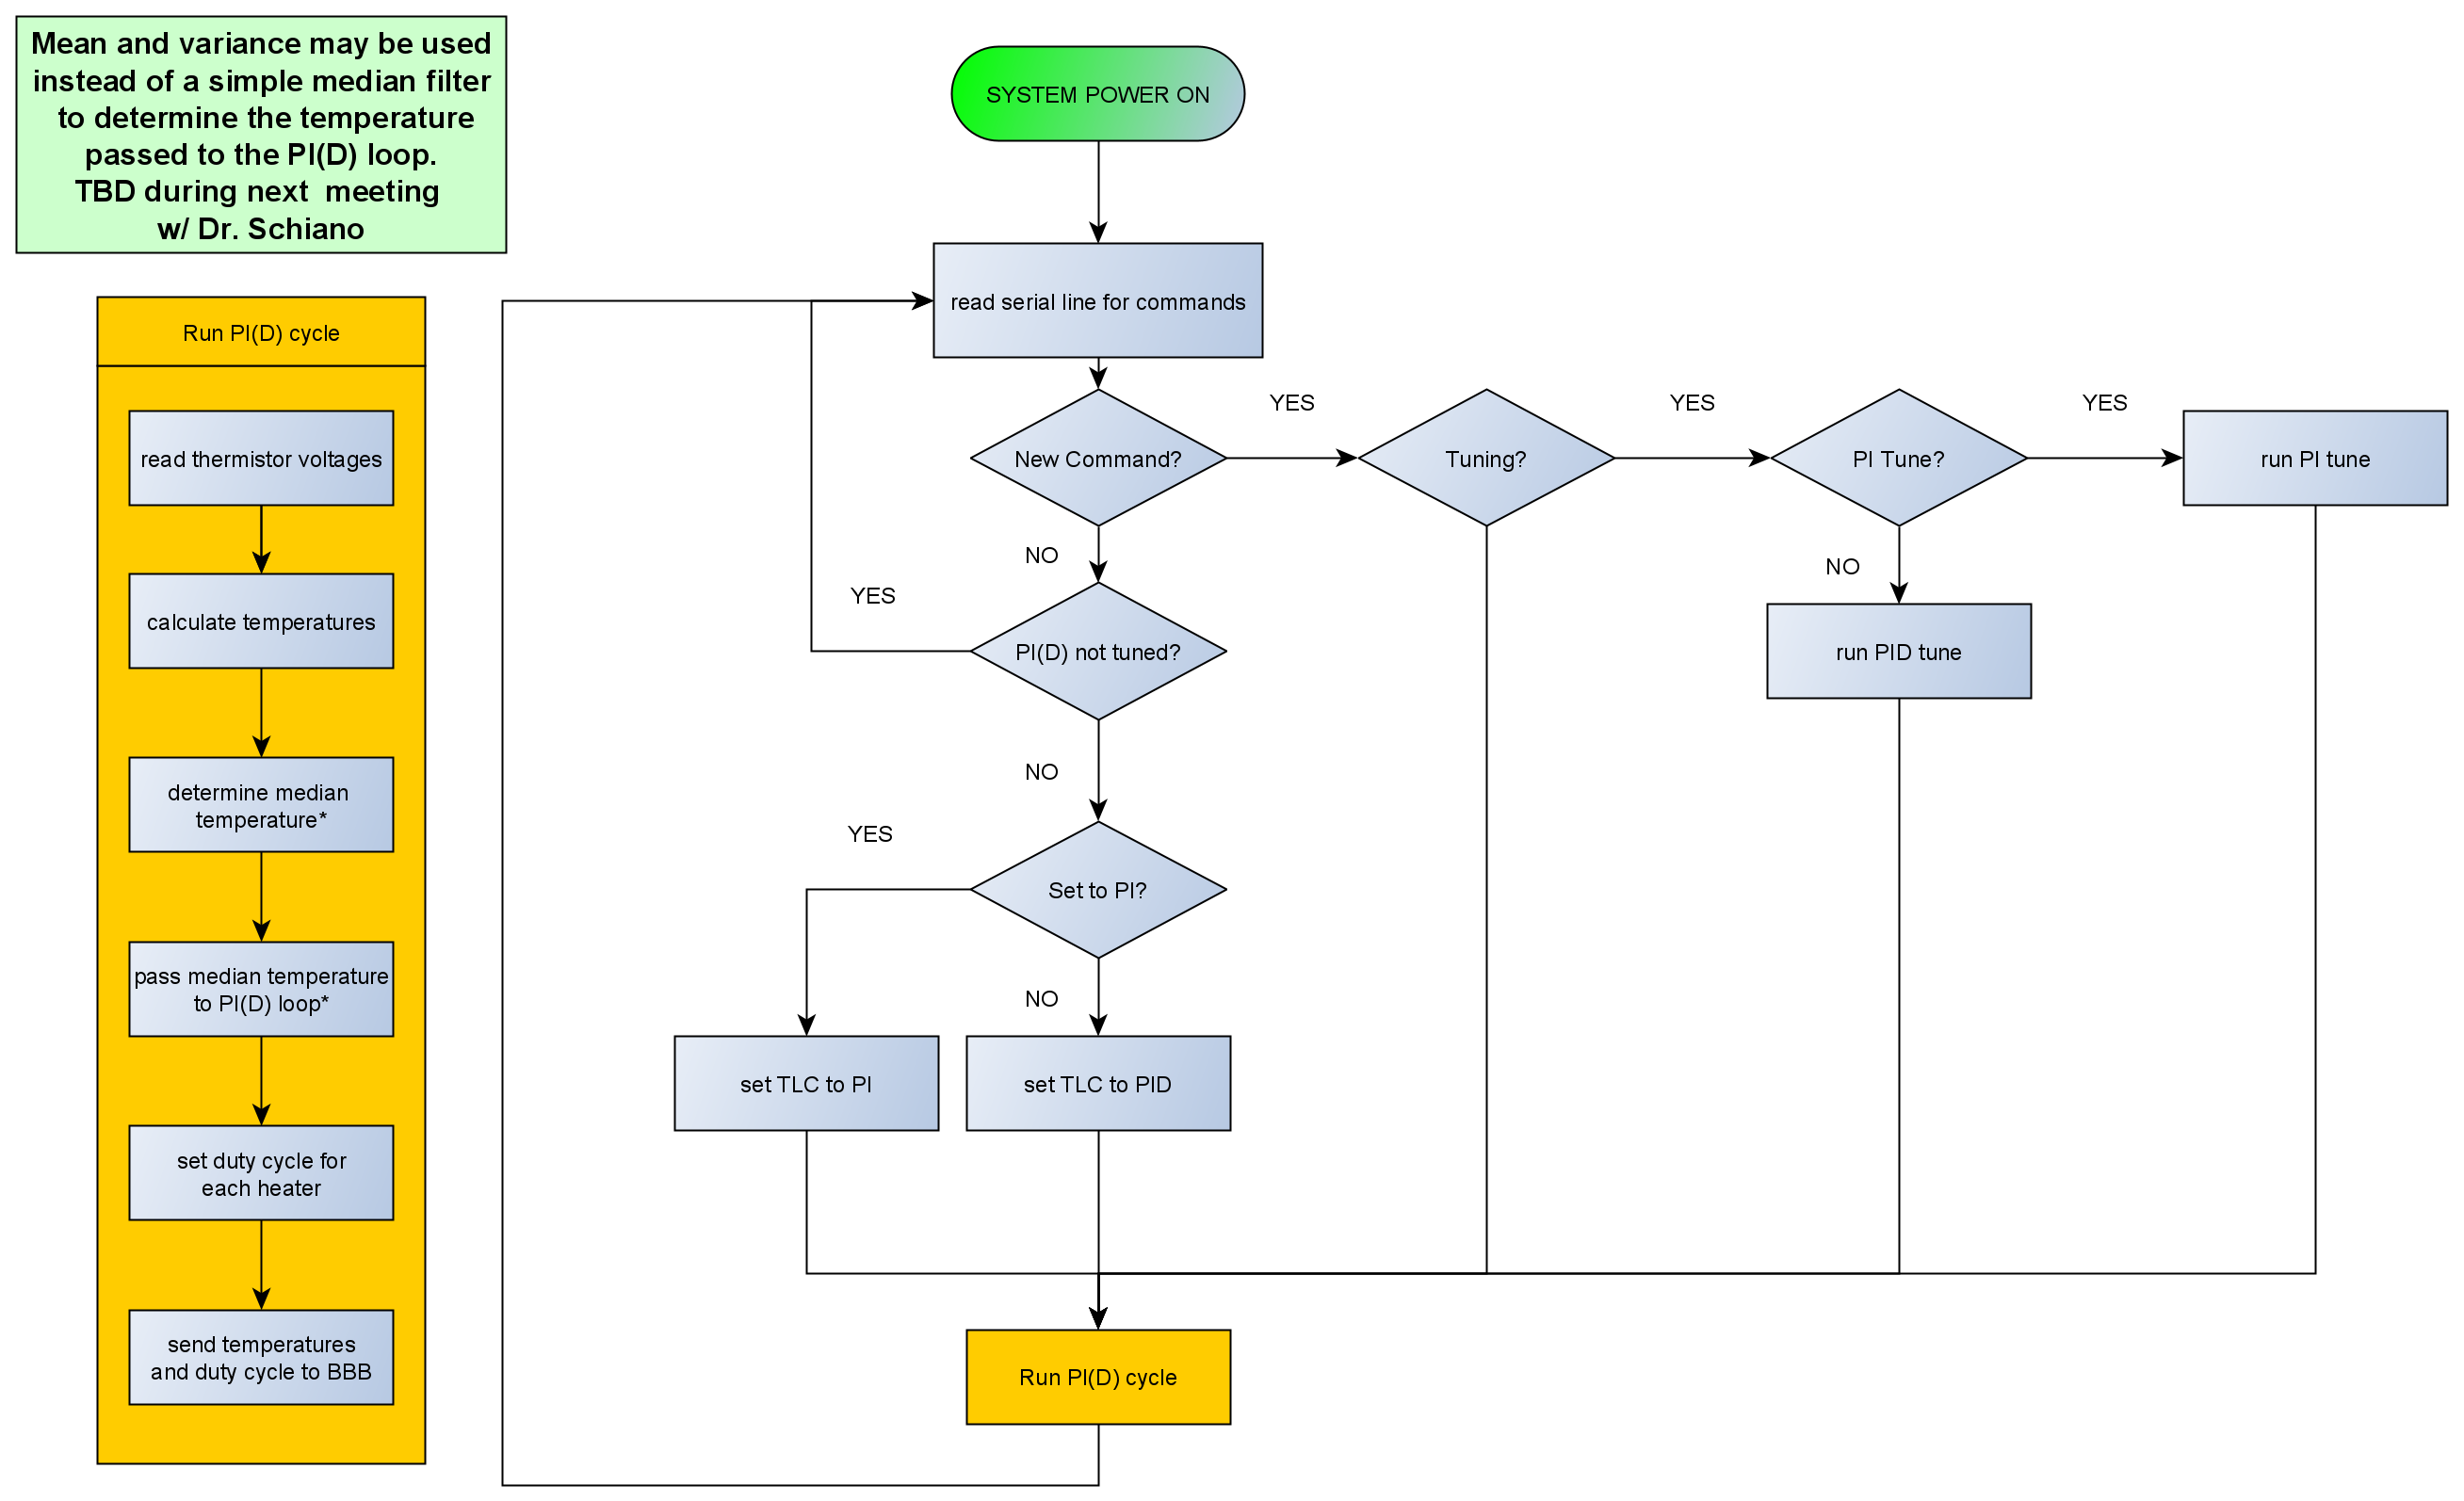 Mean and variance may be used
instead of a simple median filter
to determine the temperature
passed to the PI(D) loop.
TBD during next  meeting
w/ Dr. Schiano
Run PI(D) cycle
read thermistor voltages
calculate temperatures
determine median
temperature*
pass median temperature
to PI(D) loop*
set duty cycle for
each heater
send temperatures
and duty cycle to BBB
SYSTEM POWER ON
read serial line for commands
New Command?
YES
Tuning?
YES
PI Tune?
YES
run PI tune
NO
run PID tune
NO
PI(D) not tuned?
YES
NO
Set to PI?
YES
NO
set TLC to PI
set TLC to PID
Run PI(D) cycle